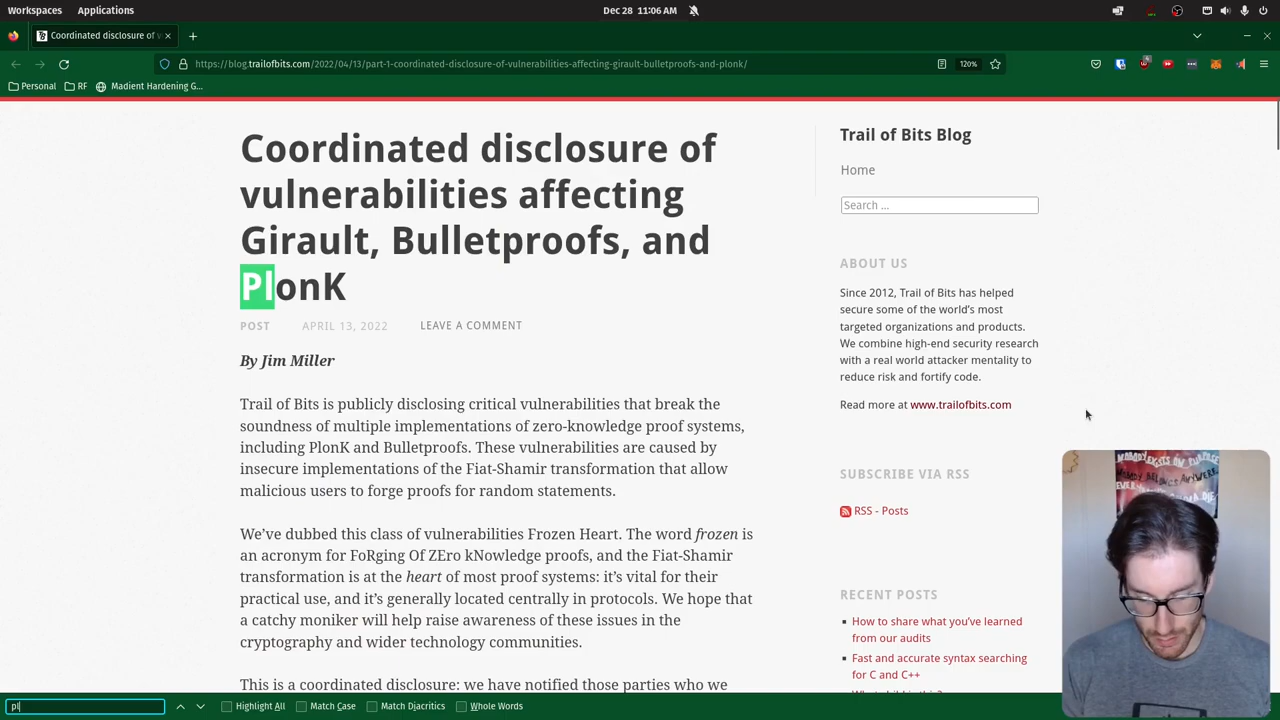 Workspaces Applications Dec 28 11:06 AM
Coordinated disclosure of v
https://blog.trailofbits.com/2022/04/13/part-1-coordinated-disclosure-of-vulnerabilities-affecting-girault-bulletproofs-and-plonk/ 120%
Personal RF Madient Hardening G...
Coordinated disclosure of
vulnerabilities affecting
Girault, Bulletproofs, and
PlonK
POST APRIL 13, 2022 LEAVE A COMMENT
By Jim Miller
Trail of Bits is publicly disclosing critical vulnerabilities that break the
soundness of multiple implementations of zero-knowledge proof systems,
including PlonK and Bulletproofs. These vulnerabilities are caused by
insecure implementations of the Fiat-Shamir transformation that allow
malicious users to forge proofs for random statements.
We’ve dubbed this class of vulnerabilities Frozen Heart. The word frozen is
an acronym for FoRging Of ZEro kNowledge proofs, and the Fiat-Shamir
transformation is at the heart of most proof systems: it’s vital for their
practical use, and it’s generally located centrally in protocols. We hope that
a catchy moniker will help raise awareness of these issues in the
cryptography and wider technology communities.
This is a coordinated disclosure: we have notified those parties who we
Trail of Bits Blog
Home
Search ...
ABOUT US
Since 2012, Trail of Bits has helped
secure some of the world’s most
targeted organizations and products.
We combine high-end security research
with a real world attacker mentality to
reduce risk and fortify code.
Read more at www.trailofbits.com
SUBSCRIBE VIA RSS
RSS - Posts
RECENT POSTS
How to share what you’ve learned
from our audits
Fast and accurate syntax searching
for C and C++
NOBODY EXISTS ON PURPOSE
NOBODY BELONGS ANYWHERE
pl Highlight All Match Case Match Diacritics Whole Words